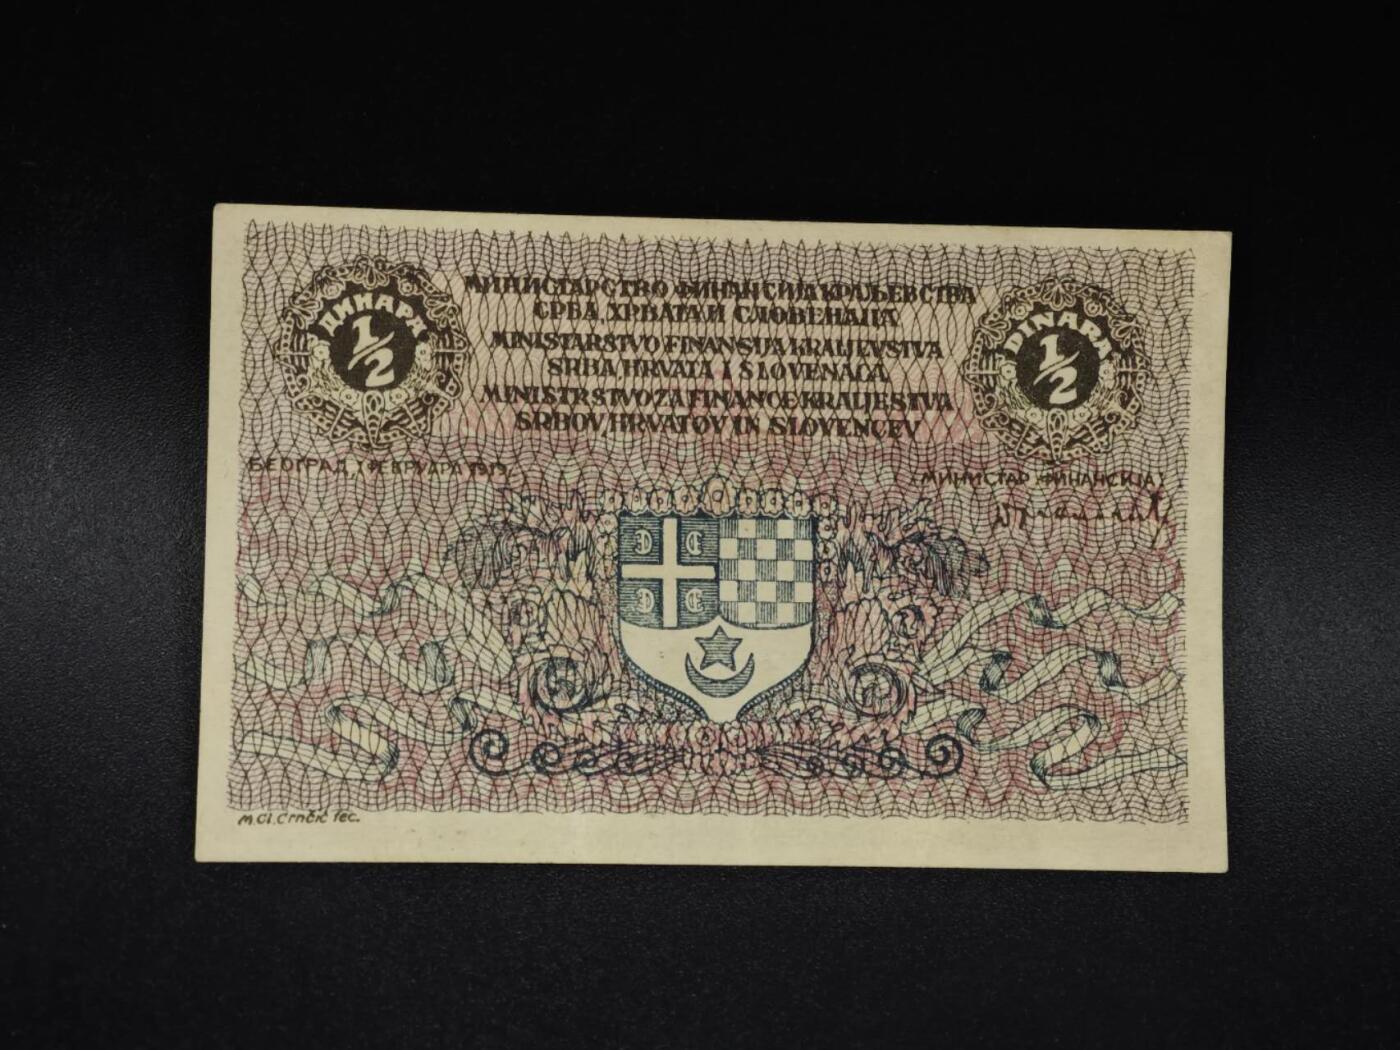 ДИНАРА
1/2
МИНИСТАРСТВО ФИНАНСИЈА КРАЉЕВСТВА
СРБА, ХРВАТА И СЛОВЕНАЦА
MINISTARSTVO FINANSIJA KRALJEVSTVA
SRBA, HRVATA I SLOVENACA
MINISTRSTVO ZA FINANCE KRALJESTVA
SRBOV, HRVATOV IN SLOVENCEV
DINARA
1/2
БЕОГРАД, 1 ФЕБРУАРА 1919.
МИНИСТАР ФИНАНСИЈА,
M. Cl. Crnčić fec.